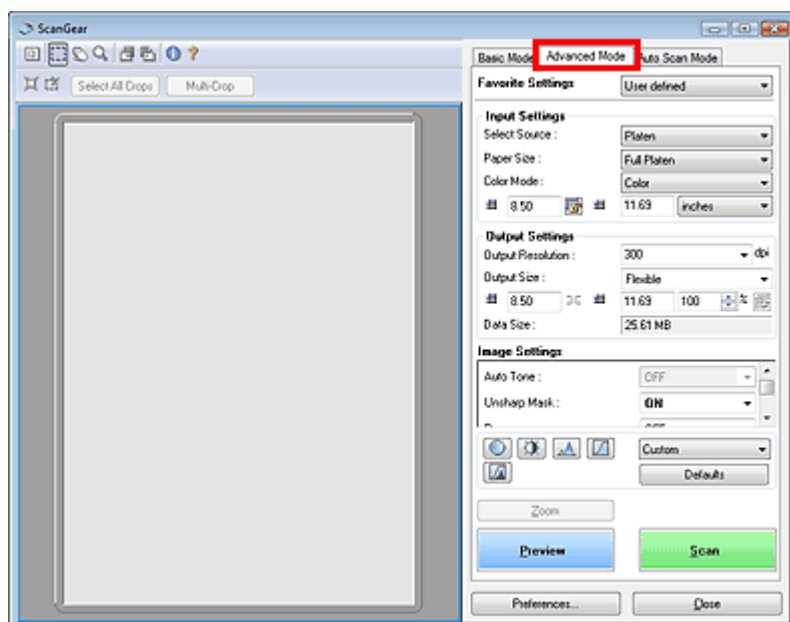 ScanGear
Select All Crops Multi-Crop
Basic Mode Advanced Mode Auto Scan Mode
Favorite Settings User defined
Input Settings
Select Source : Platen
Paper Size : Full Platen
Color Mode : Color
8.50 11.69 inches
Output Settings
Output Resolution : 300 dpi
Output Size : Flexible
8.50 11.69 100 %
Data Size : 25.61 MB
Image Settings
Auto Tone : OFF
Unsharp Mask : ON
Custom
Defaults
Zoom
Preview Scan
Preferences... Close